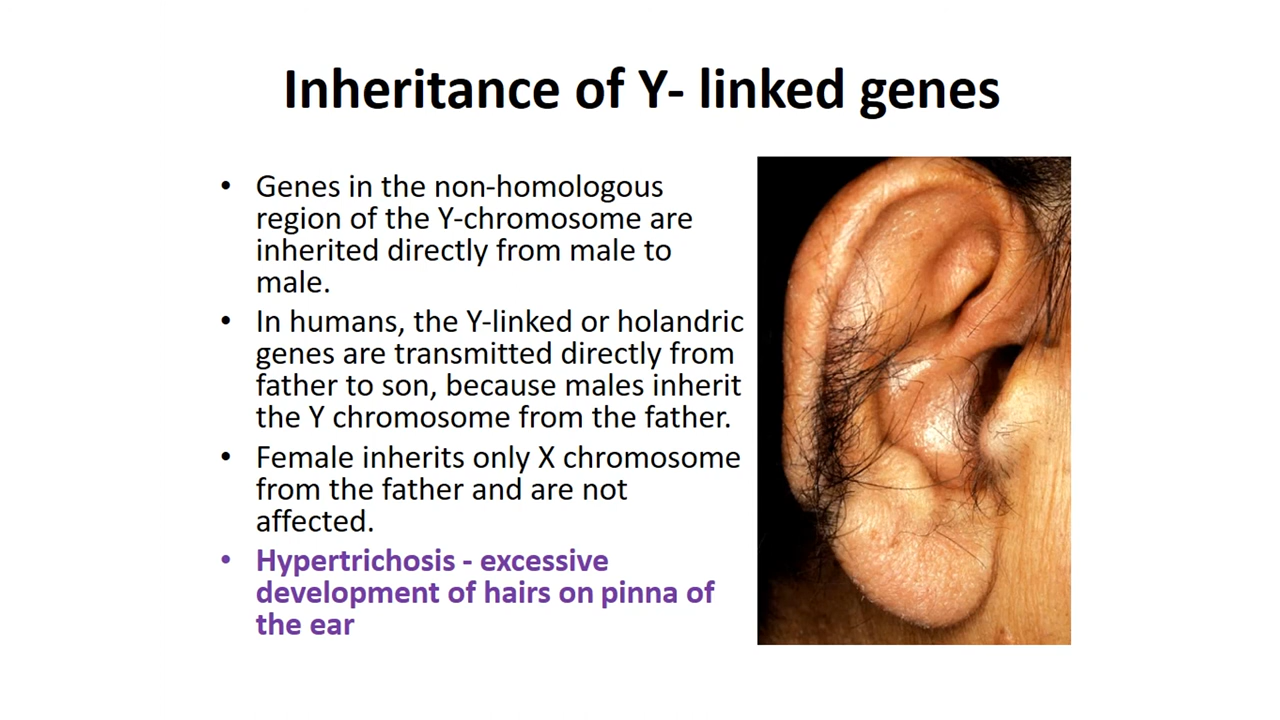 Inheritance of Y- linked genes
• Genes in the non-homologous
region of the Y-chromosome are
inherited directly from male to
male.
• In humans, the Y-linked or holandric
genes are transmitted directly from
father to son, because males inherit
the Y chromosome from the father.
• Female inherits only X chromosome
from the father and are not
affected.
• Hypertrichosis - excessive
development of hairs on pinna of
the ear